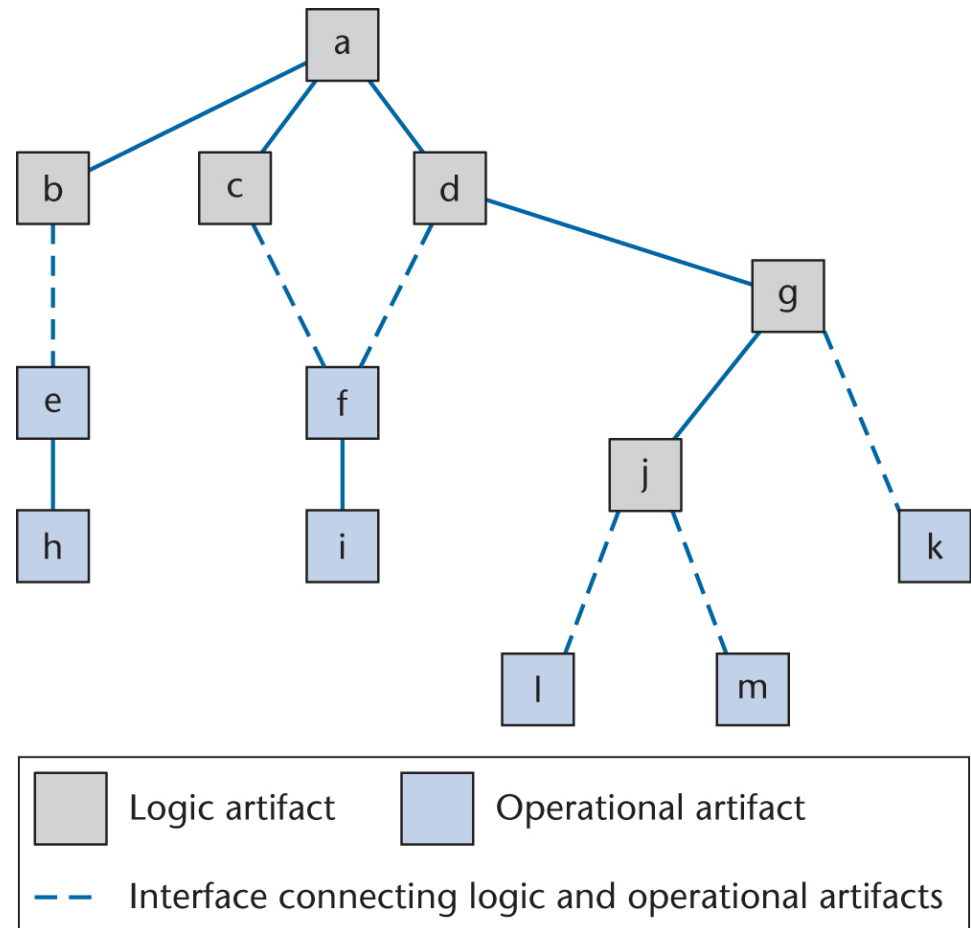 a
b
c
d
g
e
f
j
h
i
k
l
m
Logic artifact
Operational artifact
Interface connecting logic and operational artifacts